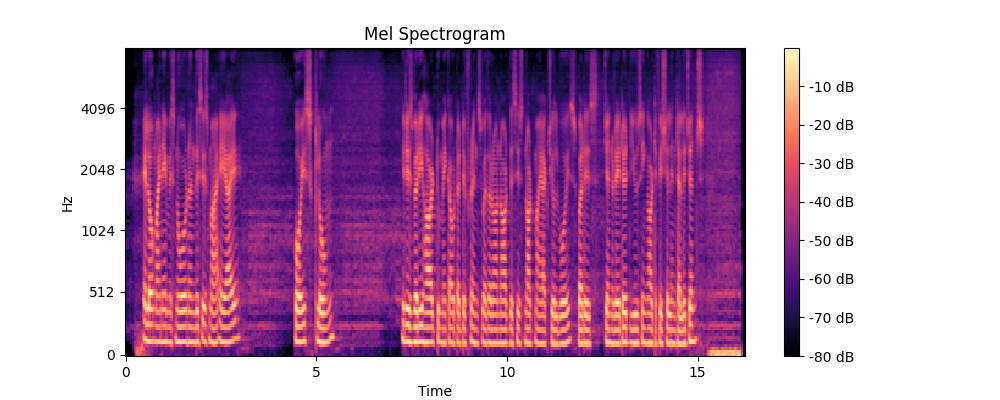 Mel Spectrogram
Hz
4096
2048
1024
512
0
0 5 10 15
Time
-10 dB
-20 dB
-30 dB
-40 dB
-50 dB
-60 dB
-70 dB
-80 dB